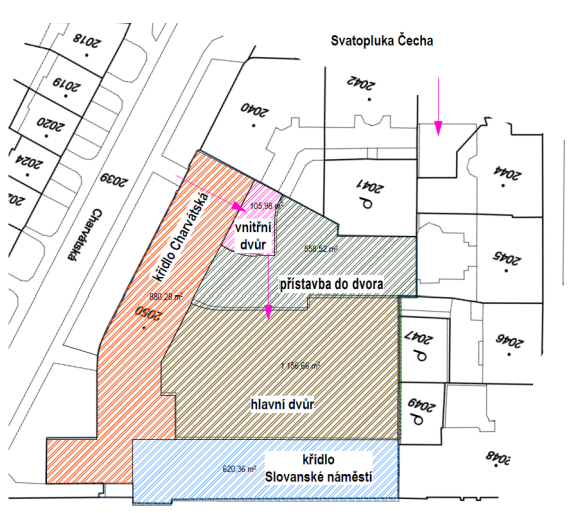 Svatopluka Čecha
2018
2019
2020
2024
2039
Charvátská
2040
2042
2041
2044
2045
2046
2047
2049
2048
křídlo Charvátská
880,28 m²
2050
105,98 m²
vnitřní
dvůr
558,52 m²
přístavba do dvora
1 156,66 m²
hlavní dvůr
620,36 m²
křídlo
Slovanské náměstí